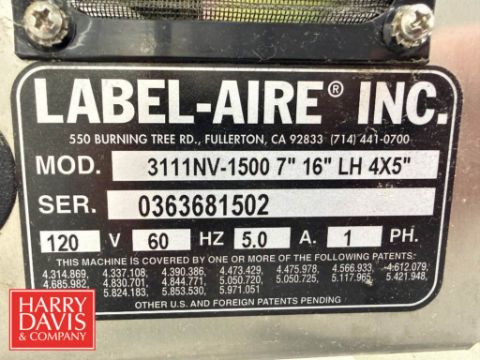 LABEL-AIRE® INC.
550 BURNING TREE RD., FULLERTON, CA 92833 (714) 441-0700
MOD. 3111NV-1500 7" 16" LH 4X5"
SER. 0363681502
120 V 60 HZ 5.0 A. 1 PH.
THIS MACHINE IS COVERED BY ONE OR MORE OF THE FOLLOWING PATENTS:
4.314.869, 4.337.108 4.390.386 4.473.429 4.475.978 4.566.933 4.612.079,
4.685.982, 4.830.701 4.844.771 5.050.720, 5.050.725, 5.117.965, 5.421.948,
5.824.183, 5.853.530, 5.971.051
OTHER U.S. AND FOREIGN PATENTS PENDING
HARRY
DAVIS
& COMPANY